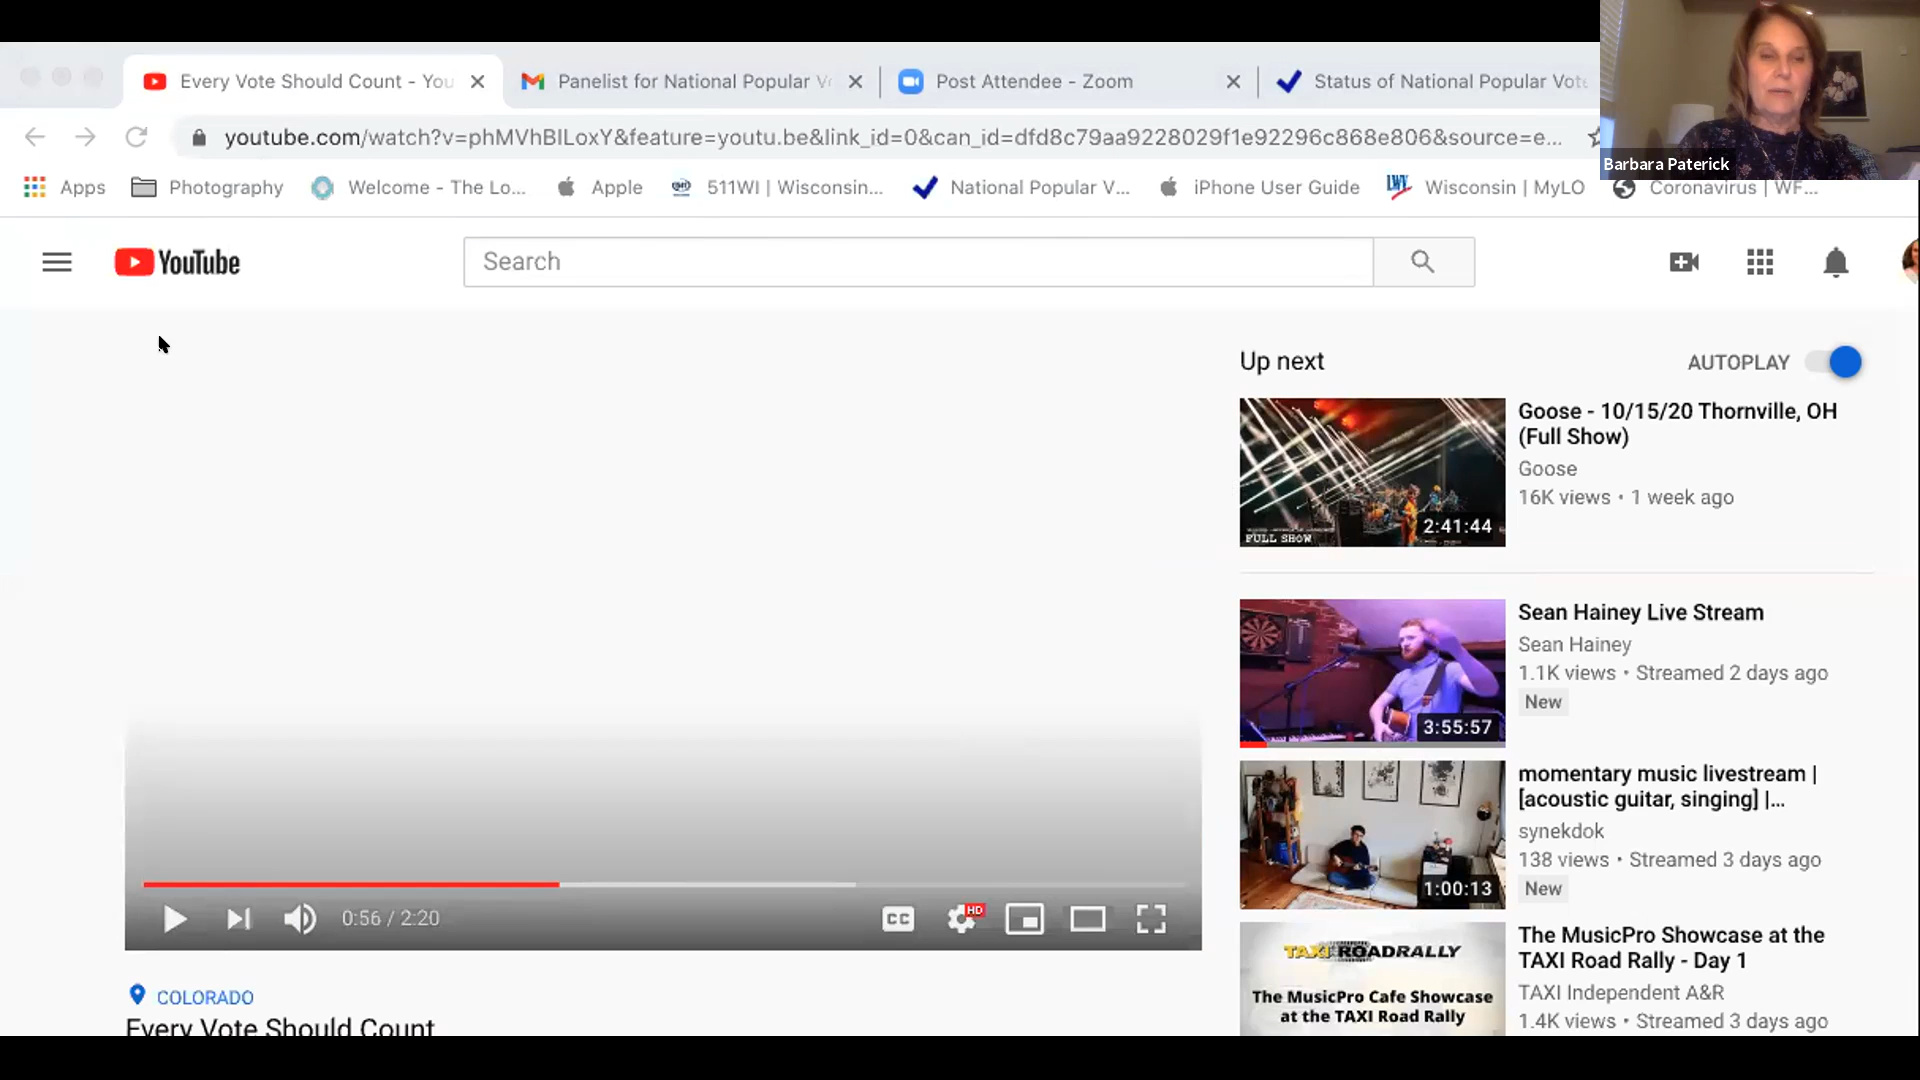 Every Vote Should Count - You
Panelist for National Popular V
Post Attendee - Zoom
Status of National Popular Vote
youtube.com/watch?v=phMVhBlLoxY&feature=youtu.be&link_id=0&can_id=dfd8c79aa9228029f1e92296c868e806&source=e...
Barbara Paterick
Apps
Photography
Welcome - The Lo...
Apple
511WI | Wisconsin...
National Popular V...
iPhone User Guide
LWV
Wisconsin | MyLO
Coronavirus | WF...
YouTube
Search
Up next
AUTOPLAY
FULL SHOW
2:41:44
Goose - 10/15/20 Thornville, OH
(Full Show)
Goose
16K views • 1 week ago
3:55:57
Sean Hainey Live Stream
Sean Hainey
1.1K views • Streamed 2 days ago
New
1:00:13
momentary music livestream |
[acoustic guitar, singing] |...
synekdok
138 views • Streamed 3 days ago
New
0:56 / 2:20
CC
HD
TAXI ROADRALLY
The MusicPro Cafe Showcase
at the TAXI Road Rally
The MusicPro Showcase at the
TAXI Road Rally - Day 1
TAXI Independent A&R
1.4K views • Streamed 3 days ago
COLORADO
Every Vote Should Count